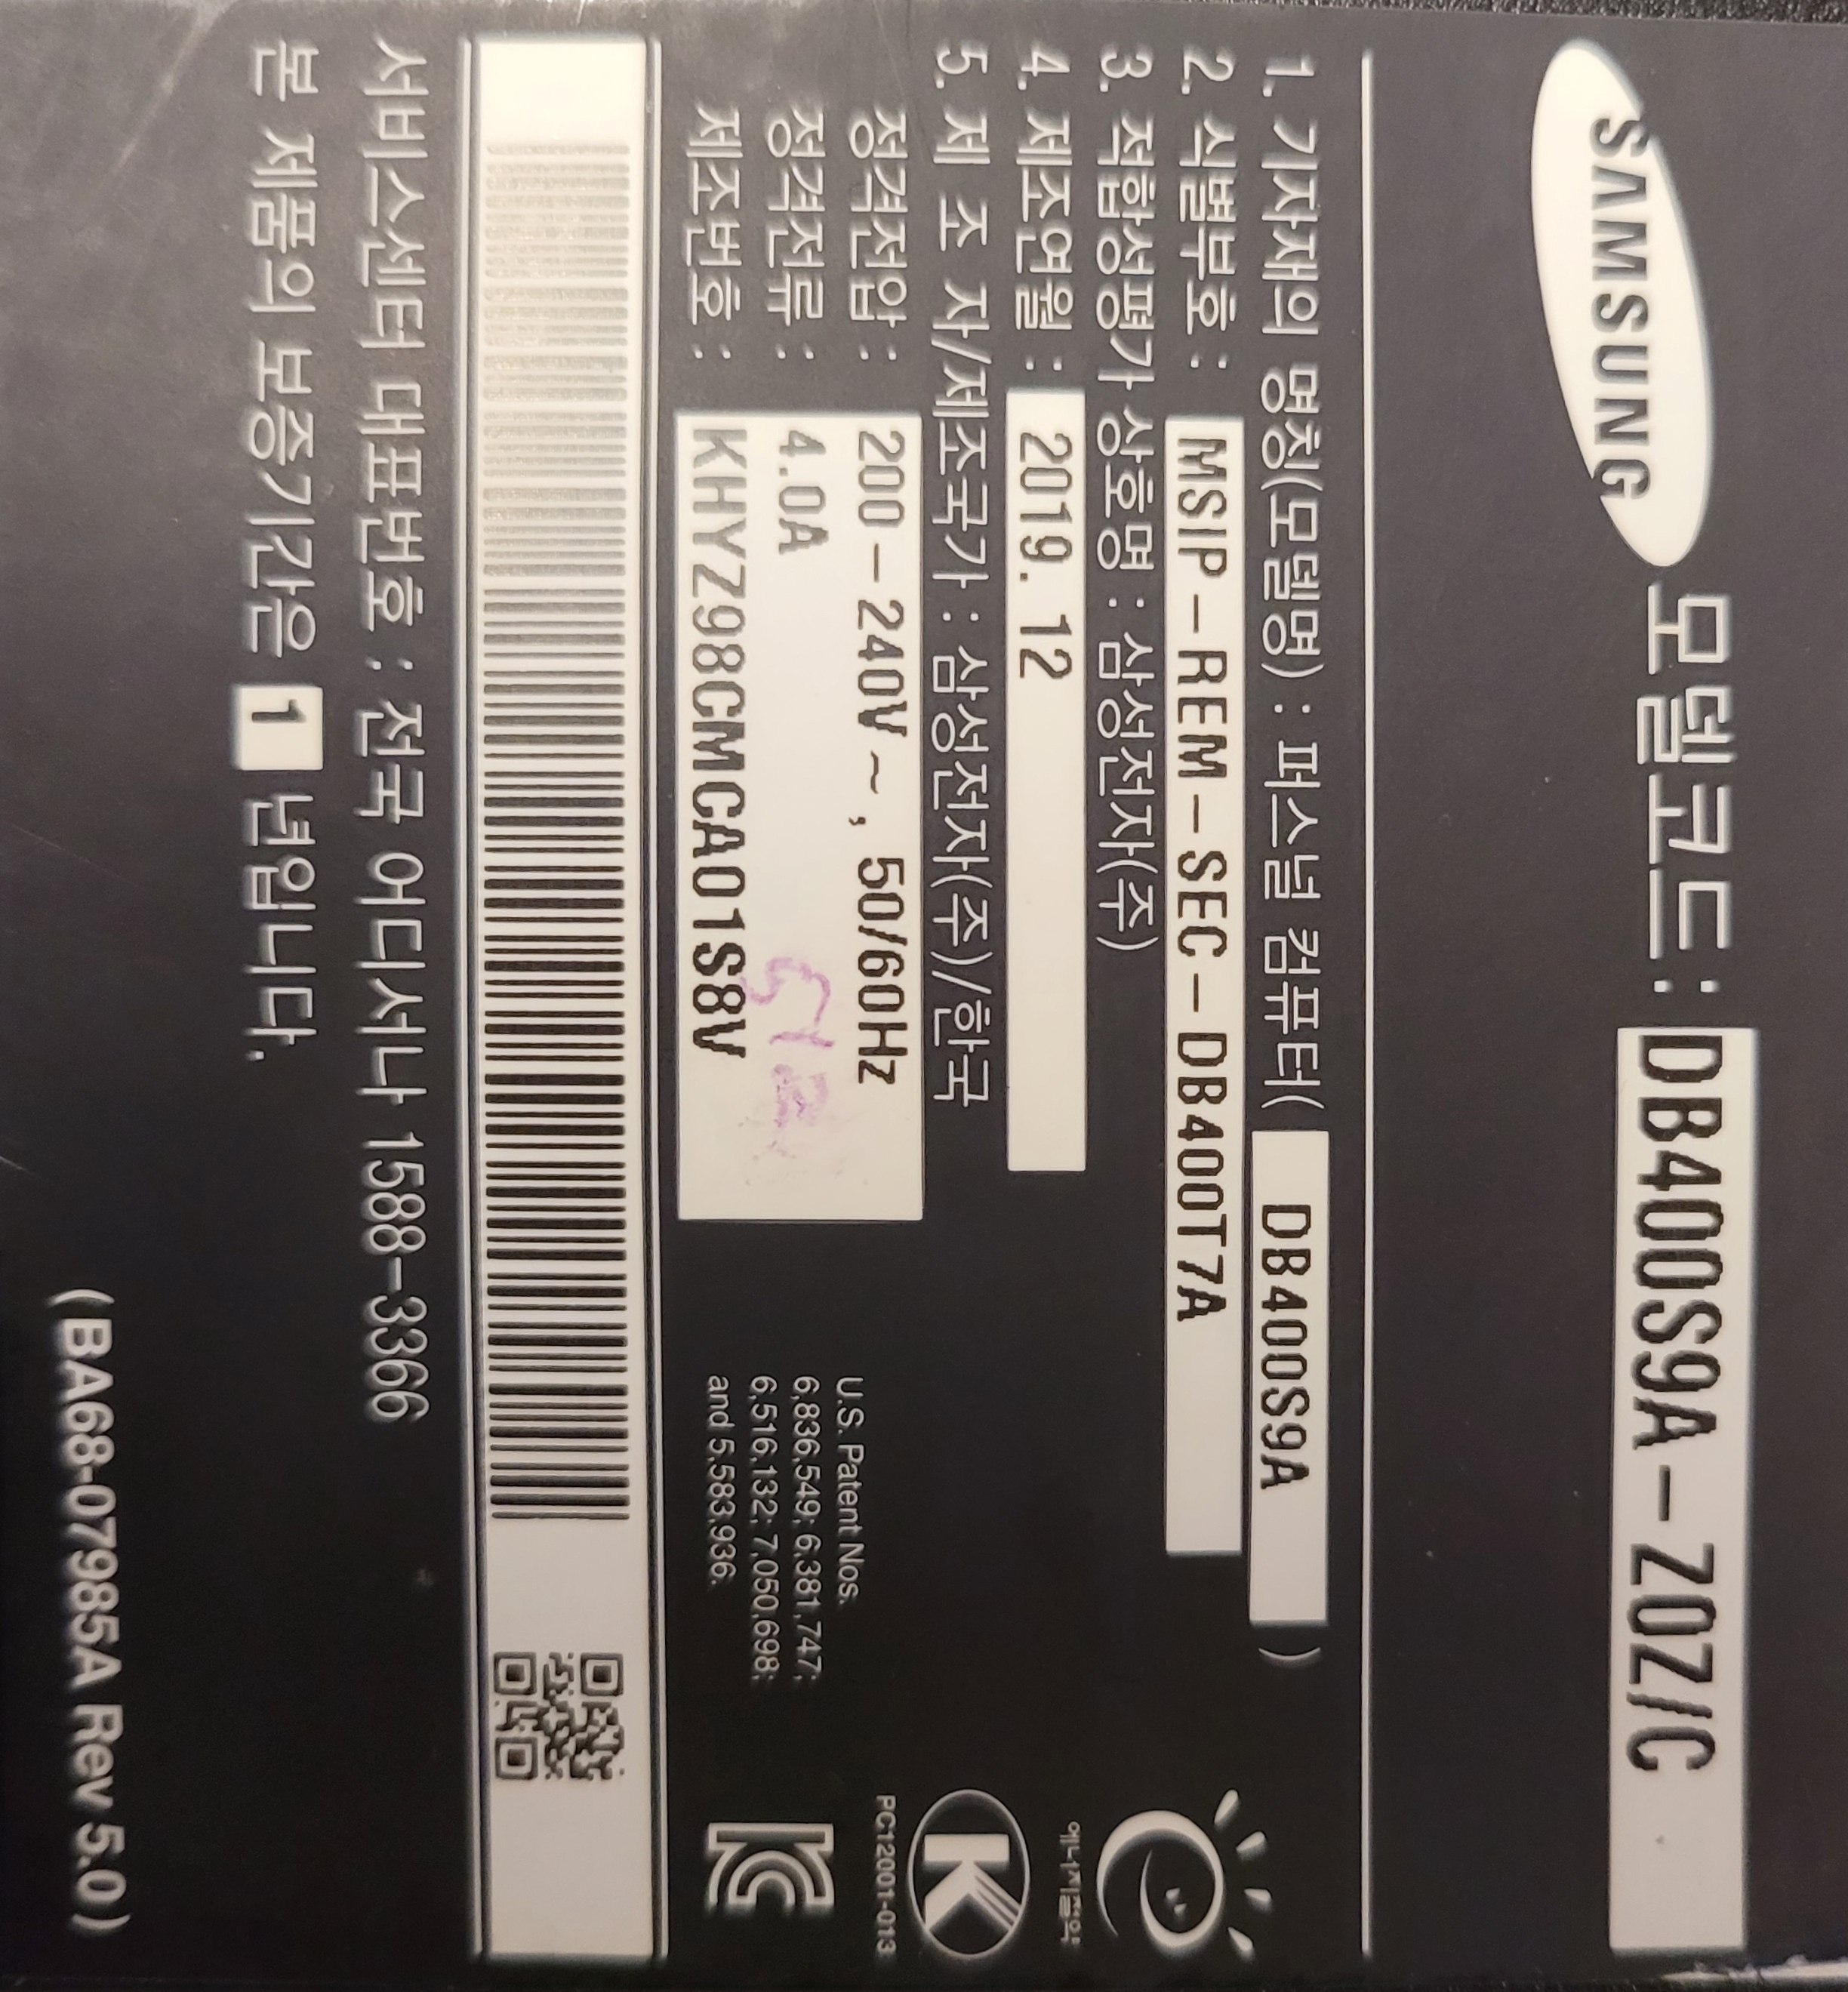 SAMSUNG 모델코드: DB400S9A-Z0Z/C
1. 기자재의 명칭(모델명) : 퍼스널 컴퓨터( DB400S9A )
2. 식별부호 : MSIP-REM-SEC-DB400T7A
3. 적합성평가 상호명 : 삼성전자(주)
4. 제조연월 : 2019. 12
5. 제 조 자/제조국가 : 삼성전자(주)/한국
정격전압 : 200-240V~, 50/60Hz
정격전류 : 4.0A
512
제조번호 : KHYZ98CMCA01S8V
에너지절약
K
PC12001-013
U.S. Patent Nos.
6,836,549; 6,381,747;
6,516,132; 7,050,698;
and 5,583,936.
서비스센터 대표번호 : 전국 어디서나 1588-3366
본 제품의 보증기간은 1 년입니다.
(BA68-07985A Rev 5.0)